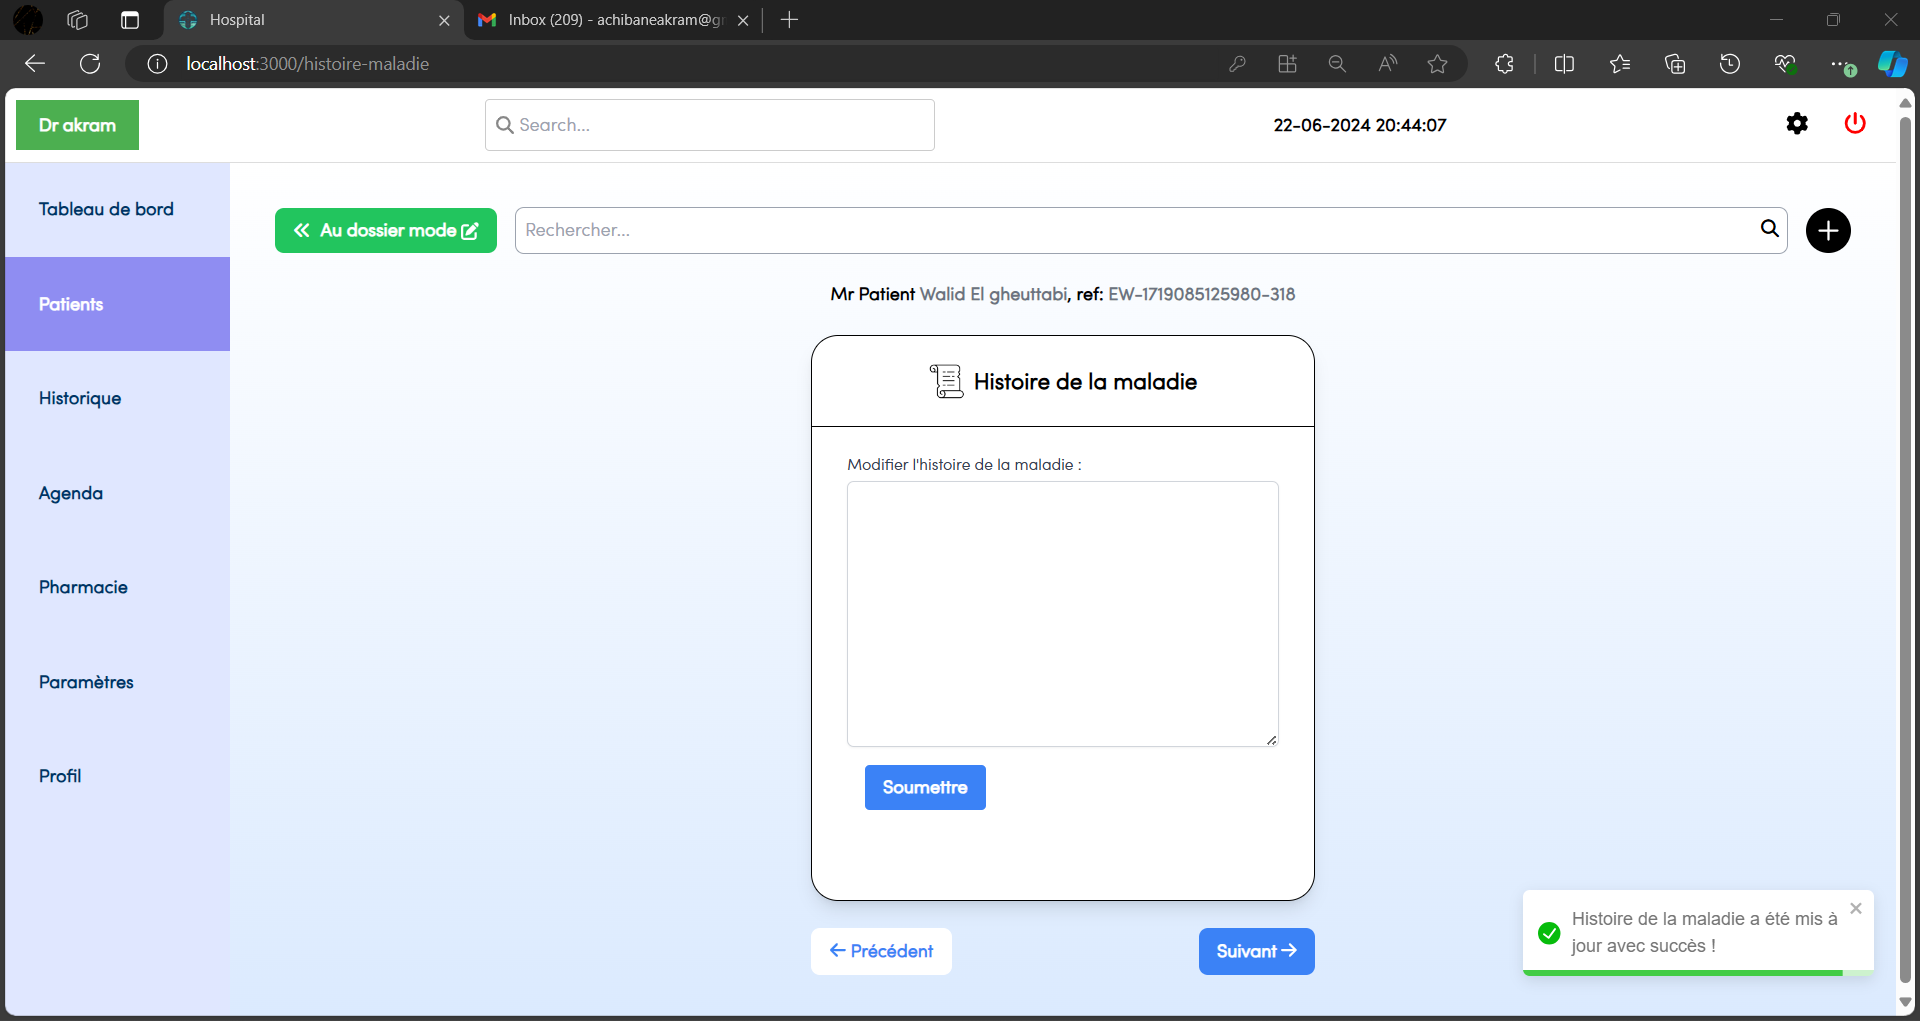 Hospital
Inbox (209) - achibaneakram@gr
localhost:3000/histoire-maladie
Dr akram
Search...
22-06-2024 20:44:07
Tableau de bord
Patients
Historique
Agenda
Pharmacie
Paramètres
Profil
Au dossier mode
Rechercher...
Mr Patient Walid El gheuttabi, ref: EW-1719085125980-318
Histoire de la maladie
Modifier l'histoire de la maladie :
Soumettre
Précédent
Suivant
Histoire de la maladie a été mis à
jour avec succès !